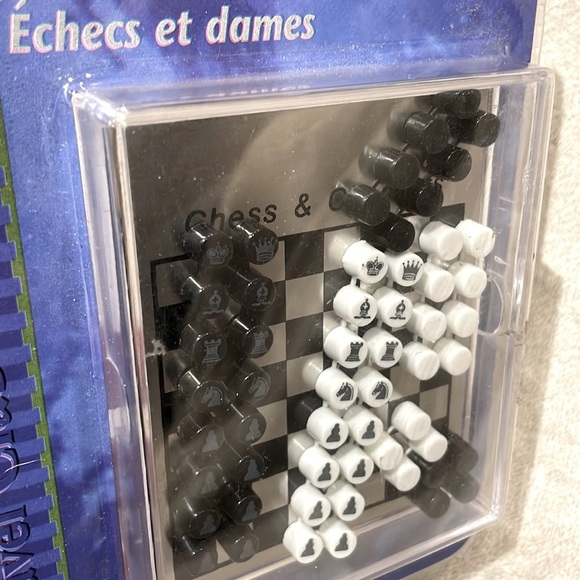 Échecs et dames
Chess &